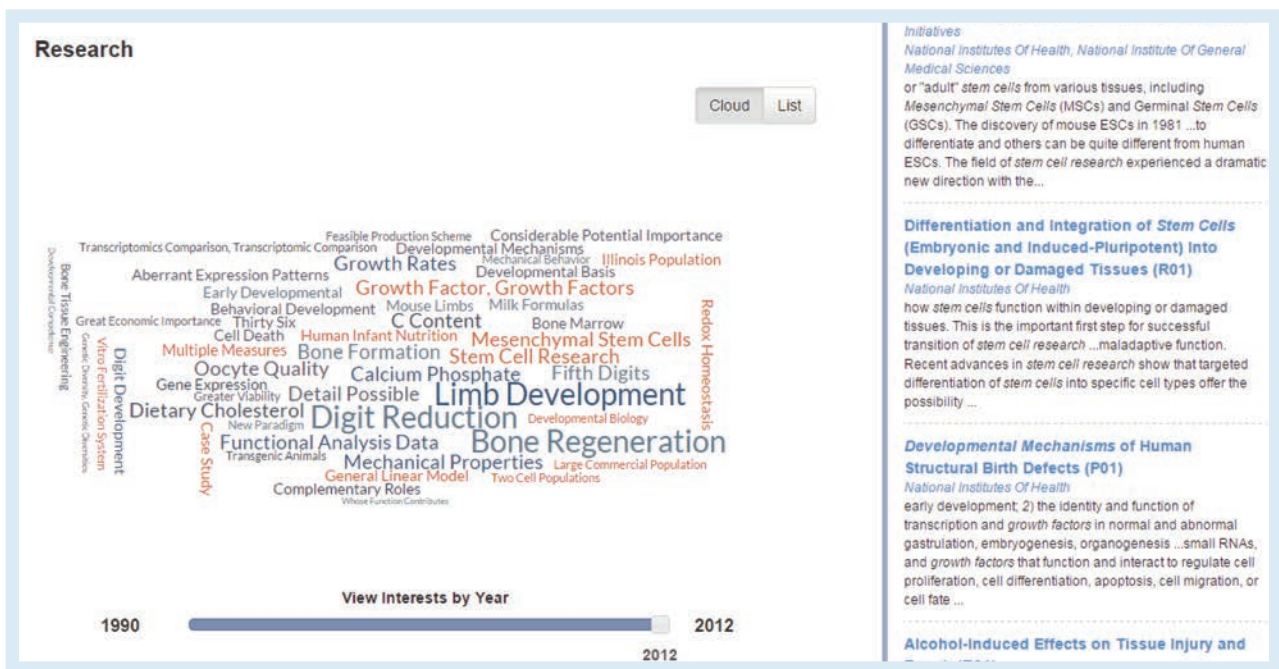 Research
Cloud List
Feasible Production Scheme Considerable Potential Importance
Transcriptomics Comparison, Transcriptomic Comparison Developmental Mechanisms
Growth Rates Mechanical Behavior Illinois Population
Aberrant Expression Patterns Developmental Basis
Early Developmental Growth Factor, Growth Factors
Behavioral Development Mouse Limbs Milk Formulas
Great Economic Importance Thirty Six C Content Bone Marrow
Cell Death Human Infant Nutrition Mesenchymal Stem Cells
Multiple Measures Bone Formation Stem Cell Research
Oocyte Quality Calcium Phosphate Fifth Digits
Gene Expression Detail Possible Limb Development
Greater Viability
Dietary Cholesterol Digit Reduction Developmental Biology
New Paradigm
Functional Analysis Data Bone Regeneration
Transgenic Animals Mechanical Properties Large Commercial Population
General Linear Model Two Cell Populations
Complementary Roles
Whose Function Contributes
Developmental Competence
Bone Tissue Engineering
Genetic Diversity, Genetic Diversities
Vitro Fertilization System
Digit Development
Case Study
Redox Homeostasis
View Interests by Year
1990 2012
2012
Initiatives
National Institutes Of Health, National Institute Of General
Medical Sciences
or "adult" stem cells from various tissues, including
Mesenchymal Stem Cells (MSCs) and Germinal Stem Cells
(GSCs). The discovery of mouse ESCs in 1981 ...to
differentiate and others can be quite different from human
ESCs. The field of stem cell research experienced a dramatic
new direction with the...
Differentiation and Integration of Stem Cells
(Embryonic and Induced-Pluripotent) Into
Developing or Damaged Tissues (R01)
National Institutes Of Health
how stem cells function within developing or damaged
tissues. This is the important first step for successful
transition of stem cell research ...maladaptive function.
Recent advances in stem cell research show that targeted
differentiation of stem cells into specific cell types offer the
possibility ...
Developmental Mechanisms of Human
Structural Birth Defects (P01)
National Institutes Of Health
early development; 2) the identity and function of
transcription and growth factors in normal and abnormal
gastrulation, embryogenesis, organogenesis ...small RNAs,
and growth factors that function and interact to regulate cell
proliferation, cell differentiation, apoptosis, cell migration, or
cell fate ...
Alcohol-Induced Effects on Tissue Injury and